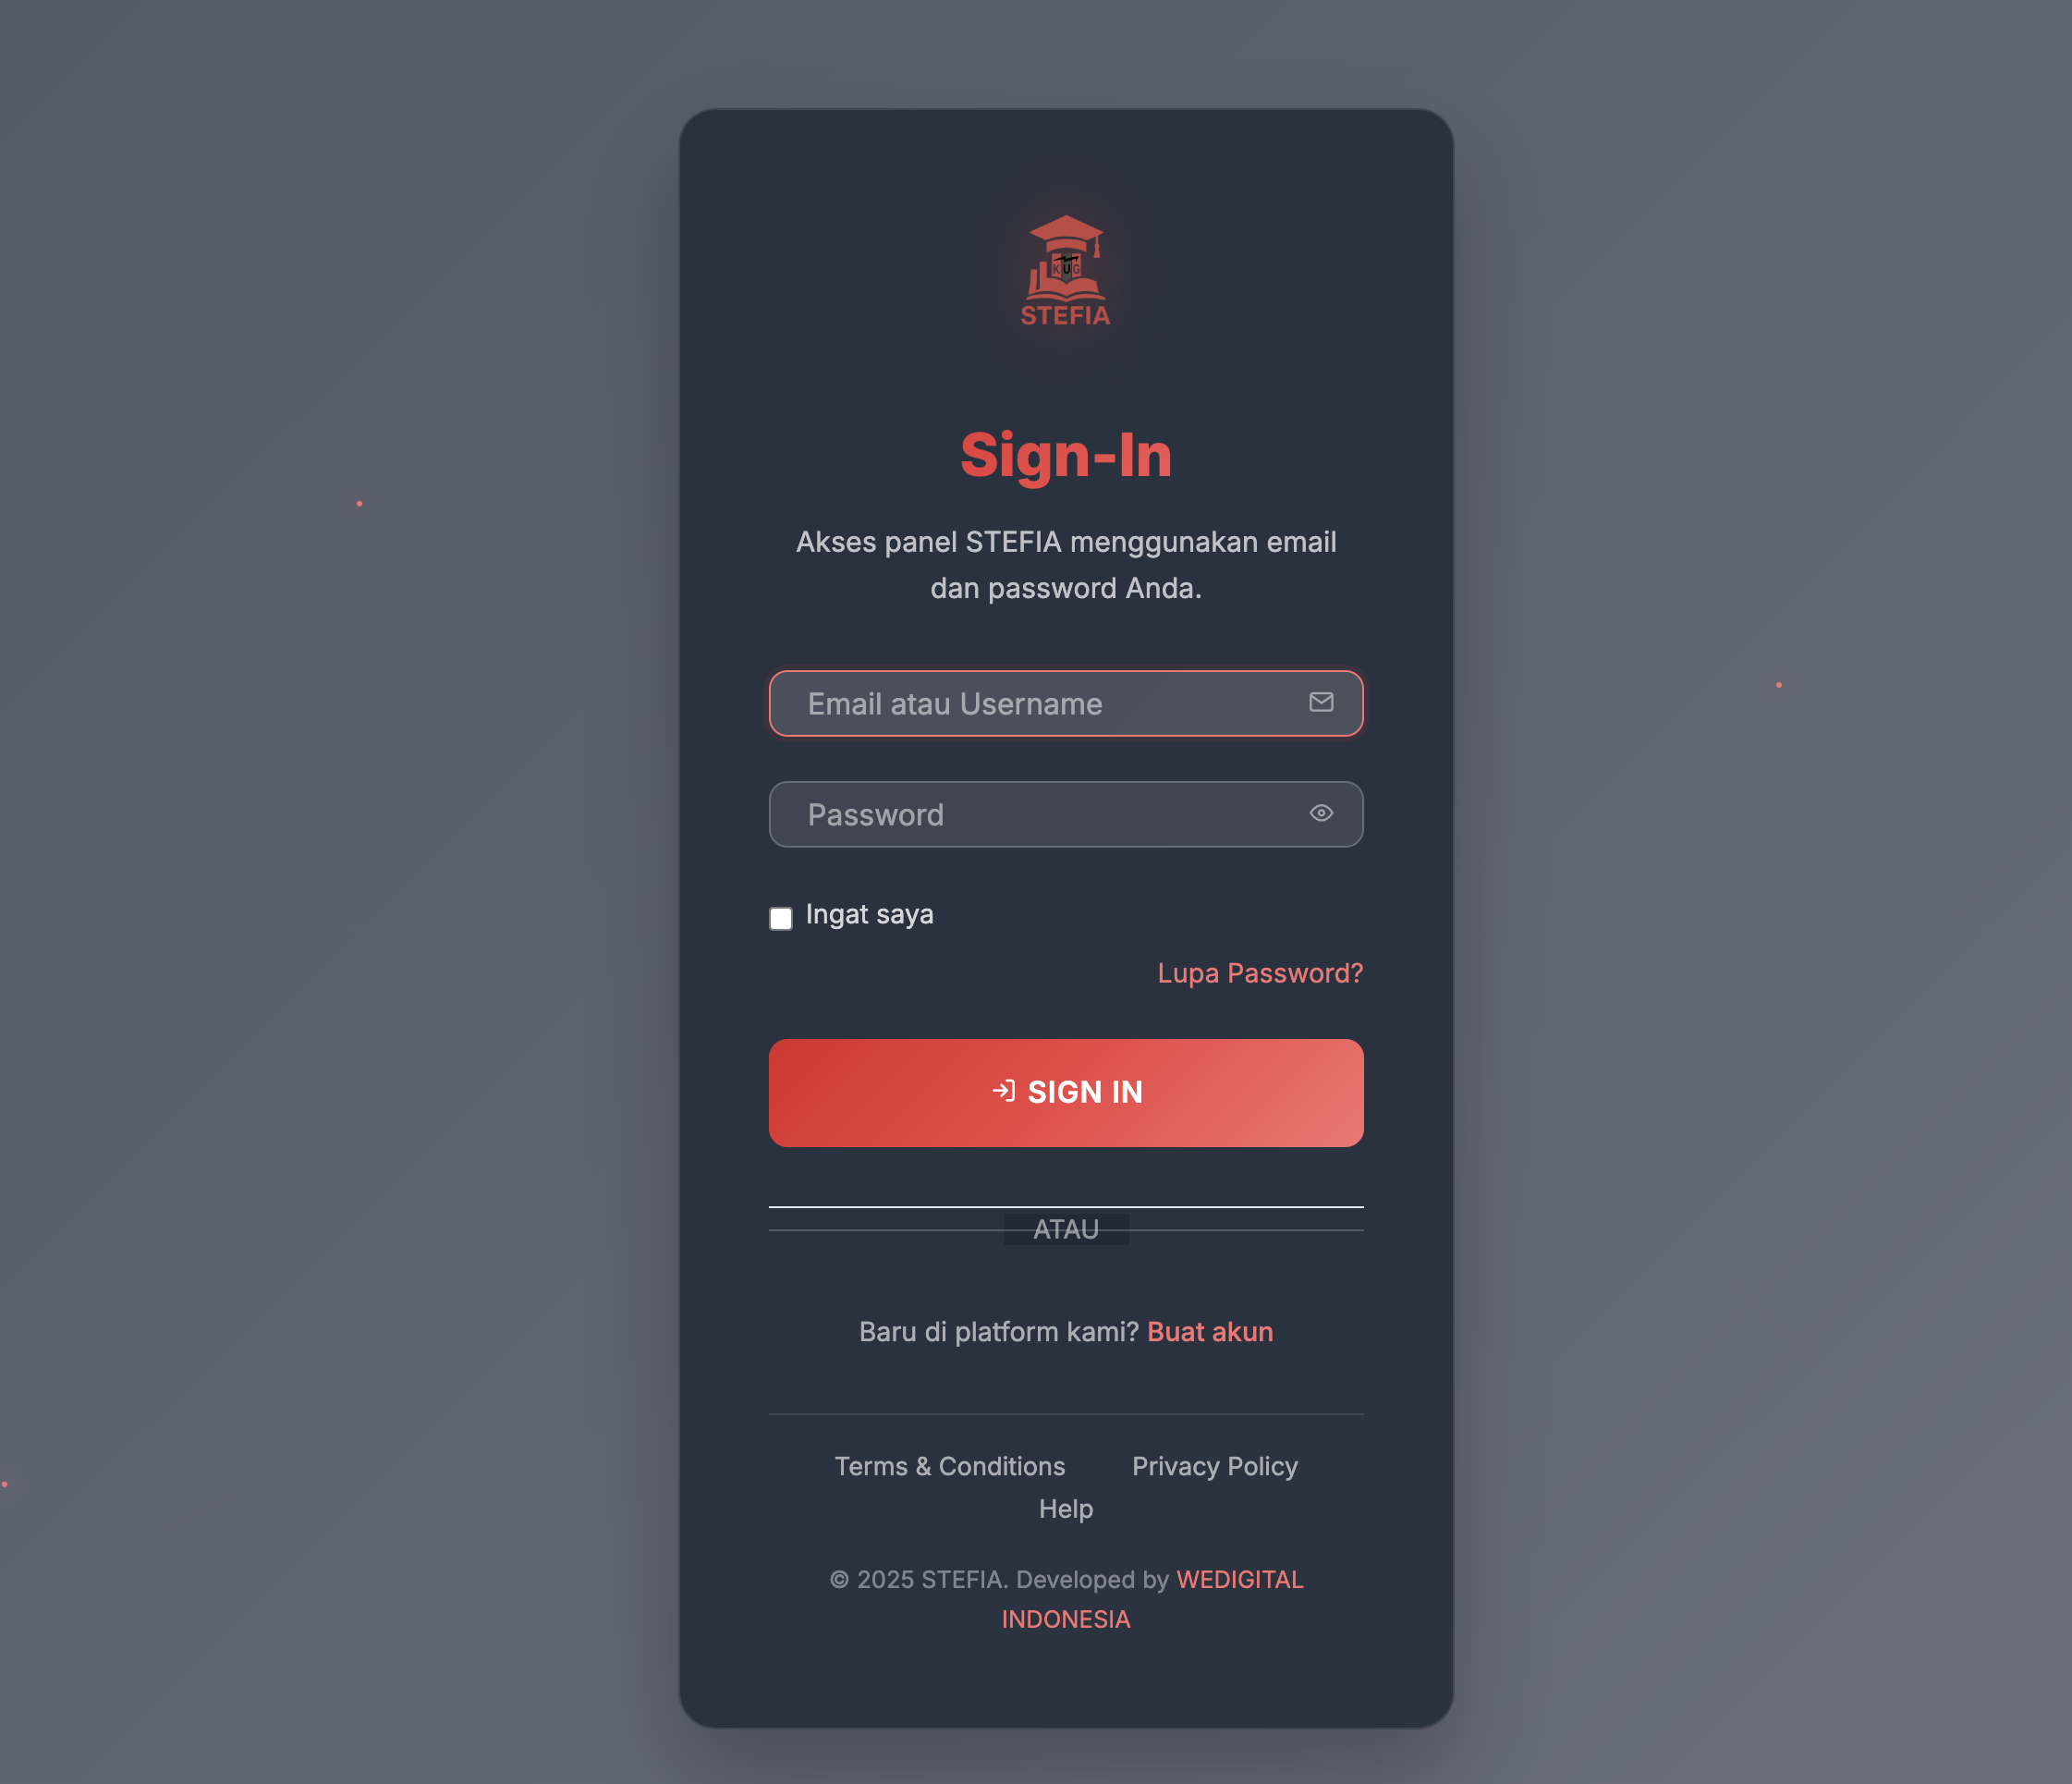 KUG
STEFIA
Sign-In
Akses panel STEFIA menggunakan email
dan password Anda.
Email atau Username
Password
Ingat saya
Lupa Password?
SIGN IN
ATAU
Baru di platform kami? Buat akun
Terms & Conditions Privacy Policy
Help
© 2025 STEFIA. Developed by WEDIGITAL
INDONESIA